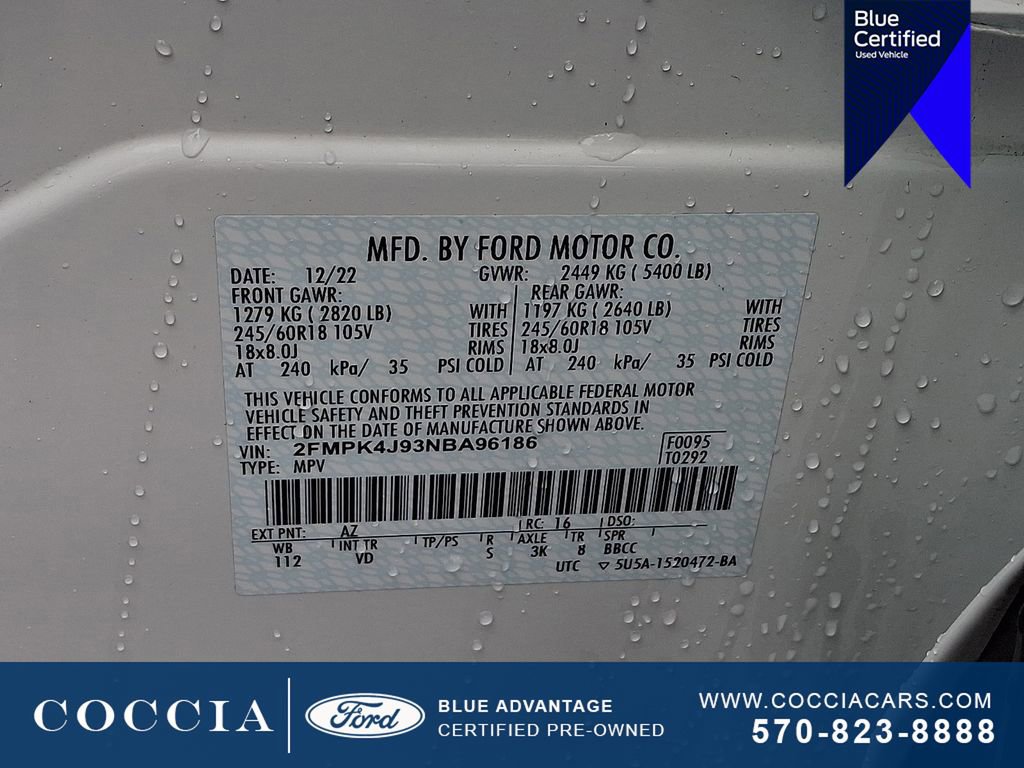 Blue
Certified
Used Vehicle
MFD. BY FORD MOTOR CO.
DATE: 12/22 GVWR: 2449 KG ( 5400 LB)
FRONT GAWR: REAR GAWR:
1279 KG ( 2820 LB) WITH 1197 KG ( 2640 LB) WITH
245/60R18 105V TIRES 245/60R18 105V TIRES
18x8.0J RIMS 18x8.0J RIMS
AT 240 kPa/ 35 PSI COLD AT 240 kPa/ 35 PSI COLD
THIS VEHICLE CONFORMS TO ALL APPLICABLE FEDERAL MOTOR
VEHICLE SAFETY AND THEFT PREVENTION STANDARDS IN
EFFECT ON THE DATE OF MANUFACTURE SHOWN ABOVE.
VIN: 2FMPK4J93NBA96186 F0095
TYPE: MPV T0292
EXT PNT: AZ RC: 16 DSO:
WB INT TR TP/PS R AXLE TR SPR
112 VD S 3K 8 BBCC
UTC ▽ 5U5A-1520472-BA
COCCIA Ford
BLUE ADVANTAGE
CERTIFIED PRE-OWNED
WWW.COCCIACARS.COM
570-823-8888